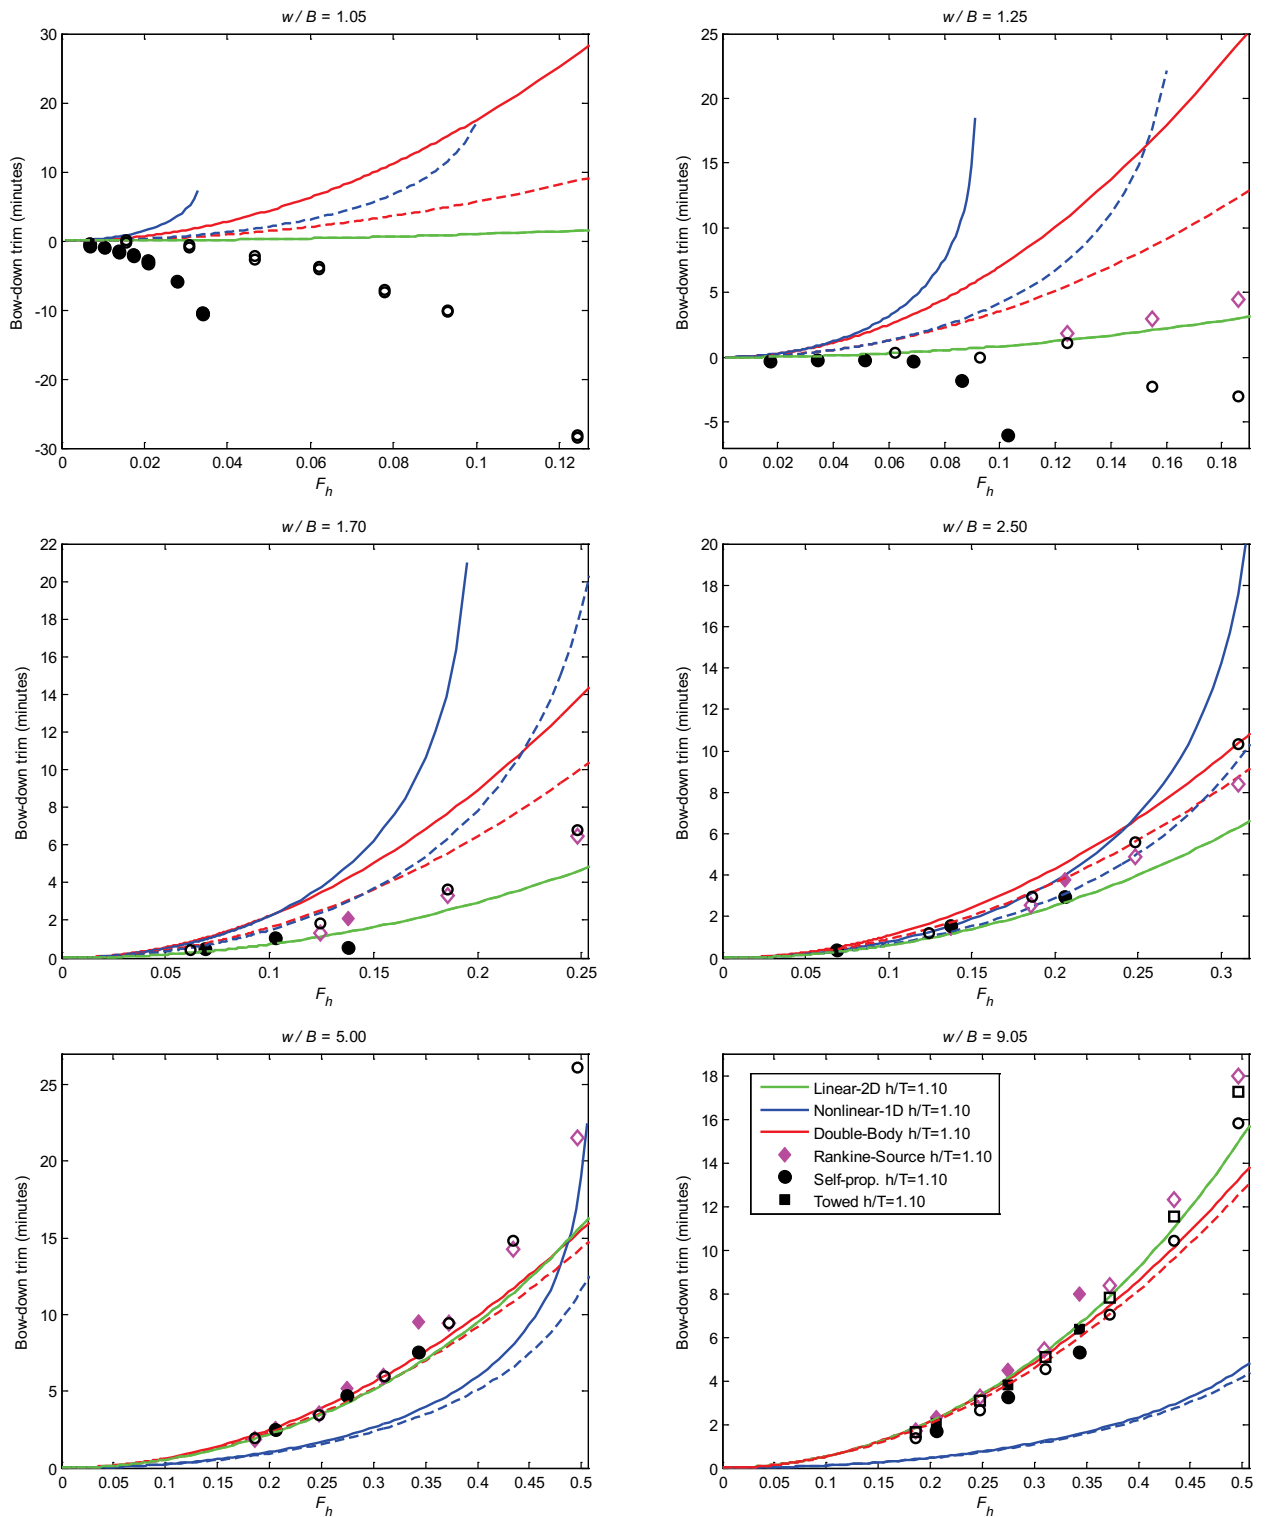 w / B = 1.05
30
20
10
0
-10
-20
-30
0 0.02 0.04 0.06 0.08 0.1 0.12
Bow-down trim (minutes)
F_h
w / B = 1.25
25
20
15
10
5
0
-5
0 0.02 0.04 0.06 0.08 0.1 0.12 0.14 0.16 0.18
Bow-down trim (minutes)
F_h
w / B = 1.70
22
20
18
16
14
12
10
8
6
4
2
0
0 0.05 0.1 0.15 0.2 0.25
Bow-down trim (minutes)
F_h
w / B = 2.50
20
18
16
14
12
10
8
6
4
2
0
0 0.05 0.1 0.15 0.2 0.25 0.3
Bow-down trim (minutes)
F_h
w / B = 5.00
25
20
15
10
5
0
0 0.05 0.1 0.15 0.2 0.25 0.3 0.35 0.4 0.45 0.5
Bow-down trim (minutes)
F_h
w / B = 9.05
18
16
14
12
10
8
6
4
2
0
0 0.05 0.1 0.15 0.2 0.25 0.3 0.35 0.4 0.45 0.5
Bow-down trim (minutes)
F_h
Linear-2D h/T=1.10
Nonlinear-1D h/T=1.10
Double-Body h/T=1.10
Rankine-Source h/T=1.10
Self-prop. h/T=1.10
Towed h/T=1.10